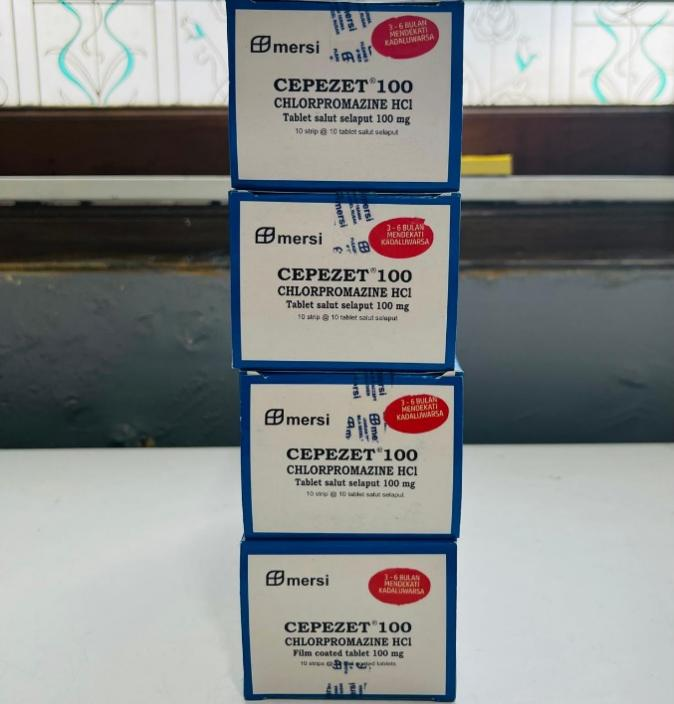 mersi
3 - 6 BULAN
MENDEKATI
KADALUWARSA
CEPEZET®100
CHLORPROMAZINE HCl
Tablet salut selaput 100 mg
10 strip @ 10 tablet salut selaput
mersi
3 - 6 BULAN
MENDEKATI
KADALUWARSA
CEPEZET®100
CHLORPROMAZINE HCl
Tablet salut selaput 100 mg
10 strip @ 10 tablet salut selaput
mersi
3 - 6 BULAN
MENDEKATI
KADALUWARSA
CEPEZET®100
CHLORPROMAZINE HCl
Tablet salut selaput 100 mg
10 strip @ 10 tablet salut selaput
mersi
3 - 6 BULAN
MENDEKATI
KADALUWARSA
CEPEZET®100
CHLORPROMAZINE HCl
Film coated tablet 100 mg
10 strips @ coated tablets